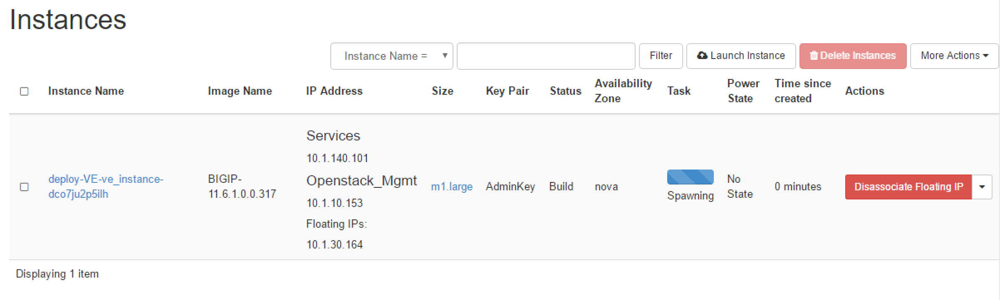 Instances
Instance Name =
Filter
Launch Instance
Delete Instances
More Actions
Instance Name
Image Name
IP Address
Size
Key Pair
Status
Availability
Zone
Task
Power
State
Time since
created
Actions
deploy-VE-ve_instance-
dco7ju2p5ilh
BIGIP-
11.6.1.0.0.317
Services
10.1.140.101
Openstack_Mgmt
10.1.10.153
Floating IPs:
10.1.30.164
m1.large
AdminKey
Build
nova
Spawning
No
State
0 minutes
Disassociate Floating IP
Displaying 1 item